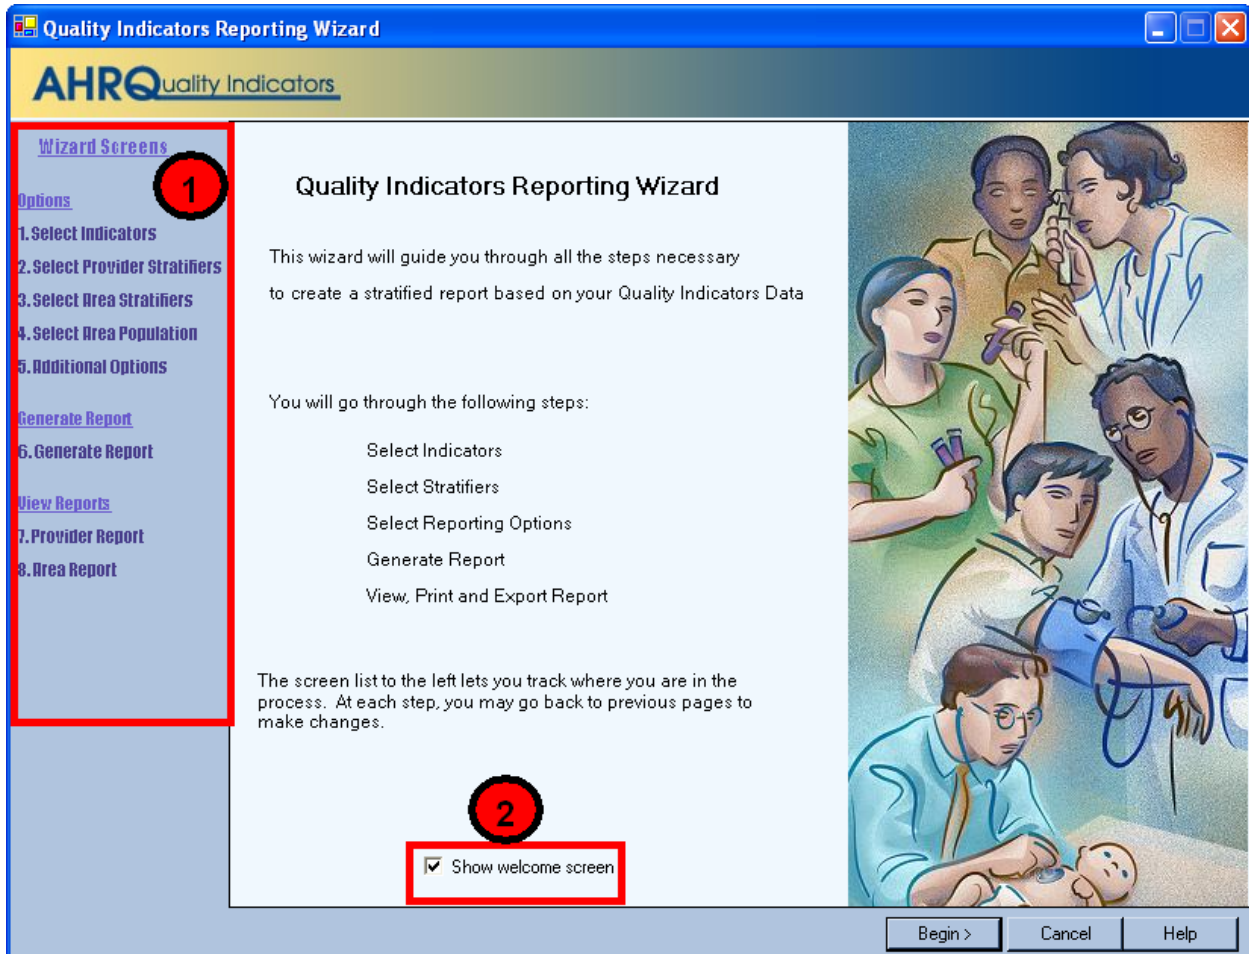 Quality Indicators Reporting Wizard
AHRQuality Indicators
Wizard Screens
1
Options
1. Select Indicators
2. Select Provider Stratifiers
3. Select Area Stratifiers
4. Select Area Population
5. Additional Options
Generate Report
6. Generate Report
View Reports
7. Provider Report
8. Area Report
Quality Indicators Reporting Wizard
This wizard will guide you through all the steps necessary
to create a stratified report based on your Quality Indicators Data
You will go through the following steps:
Select Indicators
Select Stratifiers
Select Reporting Options
Generate Report
View, Print and Export Report
The screen list to the left lets you track where you are in the
process. At each step, you may go back to previous pages to
make changes.
2
Show welcome screen
Begin > Cancel Help